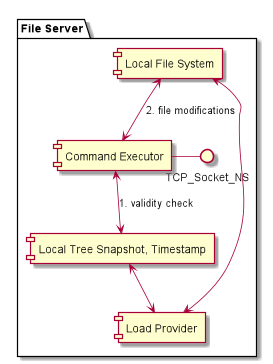 File Server
Local File System
2. file modifications
Command Executor
TCP_Socket_NS
1. validity check
Local Tree Snapshot, Timestamp
Load Provider